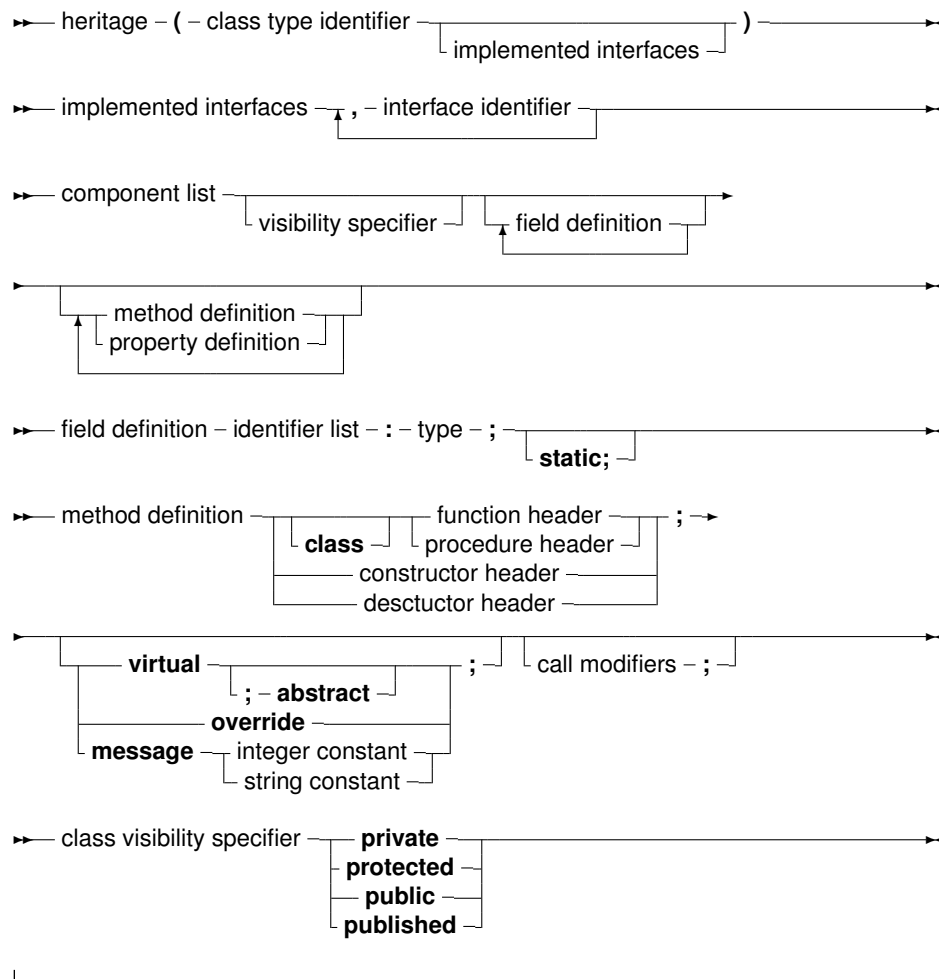 heritage ( class type identifier )
implemented interfaces
implemented interfaces , interface identifier
component list
visibility specifier field definition
method definition
property definition
field definition identifier list : type ;
static;
method definition function header ;
class procedure header
constructor header
desctuctor header
virtual ; call modifiers ;
; abstract
override
message integer constant
string constant
class visibility specifier private
protected
public
published